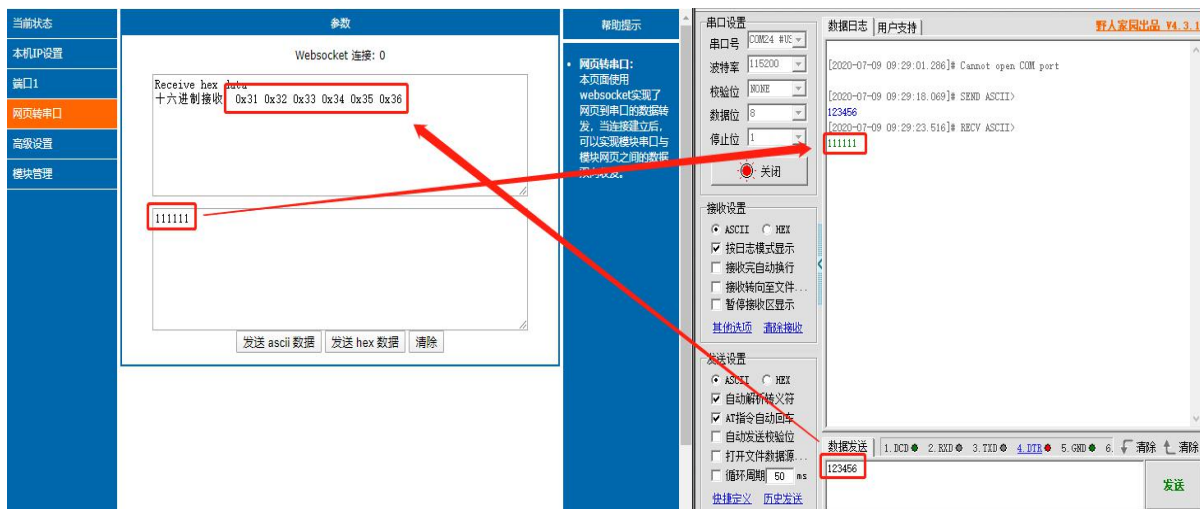 当前状态
本机IP设置
端口1
网页转串口
高级设置
模块管理
参数
Websocket 连接: 0
Receive hex data
十六进制接收: 0x31 0x32 0x33 0x34 0x35 0x36
111111
发送 ascii 数据
发送 hex 数据
清除
帮助提示
• 网页转串口:
本页面使用
websocket实现了
网页到串口的数据转
发，当连接建立后，
可以实现模块串口与
模块网页之间的数据
双向收发。
串口设置
串口号 COM24 #US
波特率 115200
校验位 NONE
数据位 8
停止位 1
关闭
接收设置
ASCII HEX
按日志模式显示
接收完自动换行
接收转向至文件...
暂停接收区显示
其他选项 清除接收
发送设置
ASCII HEX
自动解析转义符
AT指令自动回车
自动发送校验位
打开文件数据源...
循环周期 50 ms
快捷定义 历史发送
数据日志 用户支持
野人家园出品 V4.3.1
[2020-07-09 09:29:01.286]# Cannot open COM port
[2020-07-09 09:29:18.069]# SEND ASCII>
123456
[2020-07-09 09:29:23.516]# RECV ASCII>
111111
数据发送 1.DCD 2.RXD 3.TXD 4.DTR 5.GND 6. 清除 清除
123456
发送